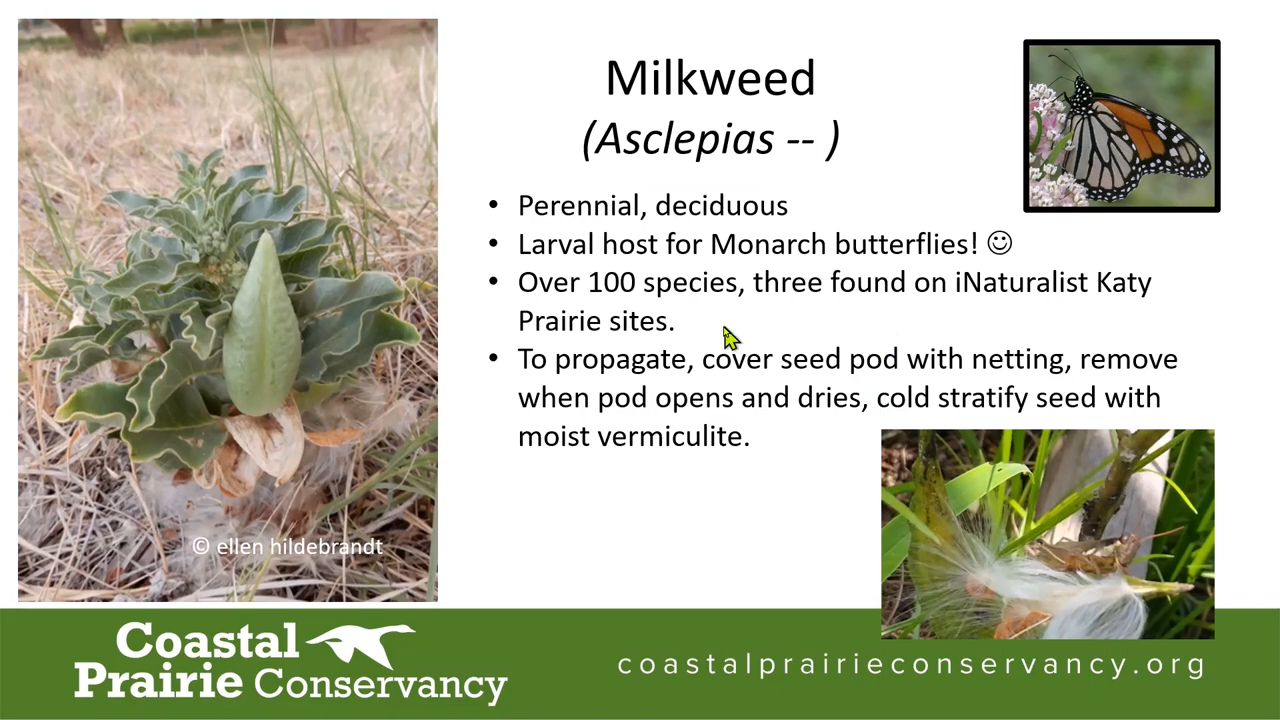 Milkweed
(Asclepias -- )
• Perennial, deciduous
• Larval host for Monarch butterflies! ☺
• Over 100 species, three found on iNaturalist Katy
Prairie sites.
• To propagate, cover seed pod with netting, remove
when pod opens and dries, cold stratify seed with
moist vermiculite.
© ellen hildebrandt
Coastal
Prairie Conservancy
coastalprairieconservancy.org